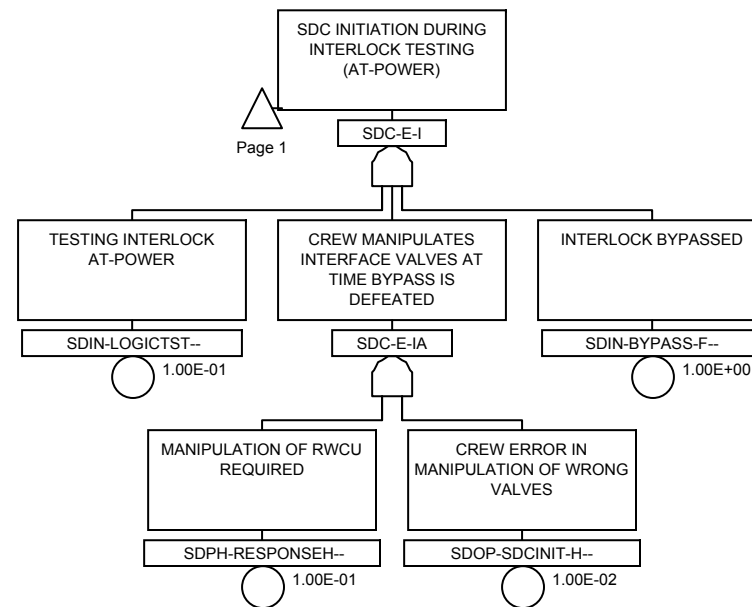 SDC INITIATION DURING
INTERLOCK TESTING
(AT-POWER)
Page 1
SDC-E-I
TESTING INTERLOCK
AT-POWER
SDIN-LOGICTST--
1.00E-01
CREW MANIPULATES
INTERFACE VALVES AT
TIME BYPASS IS
DEFEATED
SDC-E-IA
INTERLOCK BYPASSED
SDIN-BYPASS-F--
1.00E+00
MANIPULATION OF RWCU
REQUIRED
SDPH-RESPONSEH--
1.00E-01
CREW ERROR IN
MANIPULATION OF WRONG
VALVES
SDOP-SDCINIT-H--
1.00E-02